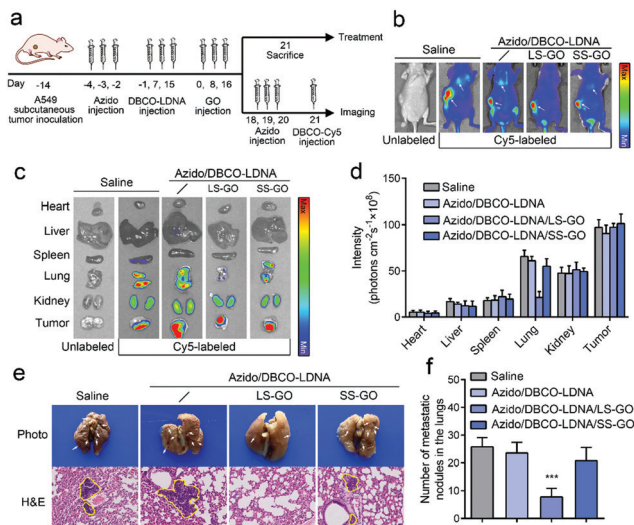 a
21
Sacrifice
Treatment
Day
-14
-4, -3, -2
-1, 7, 15
0, 8, 16
A549
subcutaneous
tumor inoculation
Azido
injection
DBCO-LDNA
injection
GO
injection
18, 19, 20
Azido
injection
21
DBCO-Cy5
injection
Imaging
b
Saline
Azido/DBCO-LDNA
/
LS-GO
SS-GO
Unlabeled
Cy5-labeled
Max
Min
c
Saline
Azido/DBCO-LDNA
/
LS-GO
SS-GO
Heart
Liver
Spleen
Lung
Kidney
Tumor
Unlabeled
Cy5-labeled
Max
Min
d
Saline
Azido/DBCO-LDNA
Azido/DBCO-LDNA/LS-GO
Azido/DBCO-LDNA/SS-GO
Intensity
(photons cm⁻²s⁻¹×10⁸)
150
100
50
0
Heart
Liver
Spleen
Lung
Kidney
Tumor
e
Saline
Azido/DBCO-LDNA
/
LS-GO
SS-GO
Photo
H&E
f
Saline
Azido/DBCO-LDNA
Azido/DBCO-LDNA/LS-GO
Azido/DBCO-LDNA/SS-GO
Number of metastatic
nodules in the lungs
50
40
30
20
10
0
***